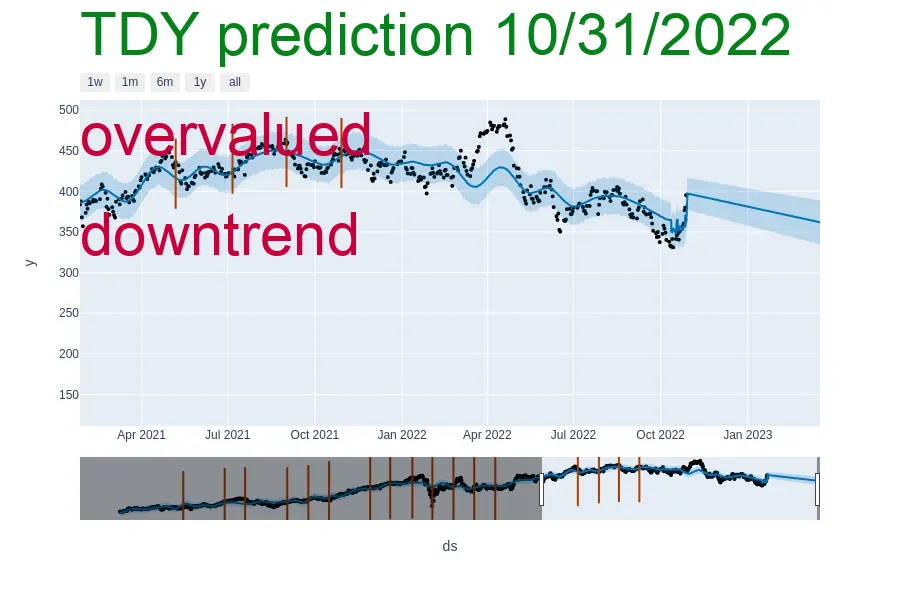 TDY prediction 10/31/2022
1w 1m 6m 1y all
500
overvalued
450
400
downtrend
350
300
250
200
150
y
Apr 2021 Jul 2021 Oct 2021 Jan 2022 Apr 2022 Jul 2022 Oct 2022 Jan 2023
ds